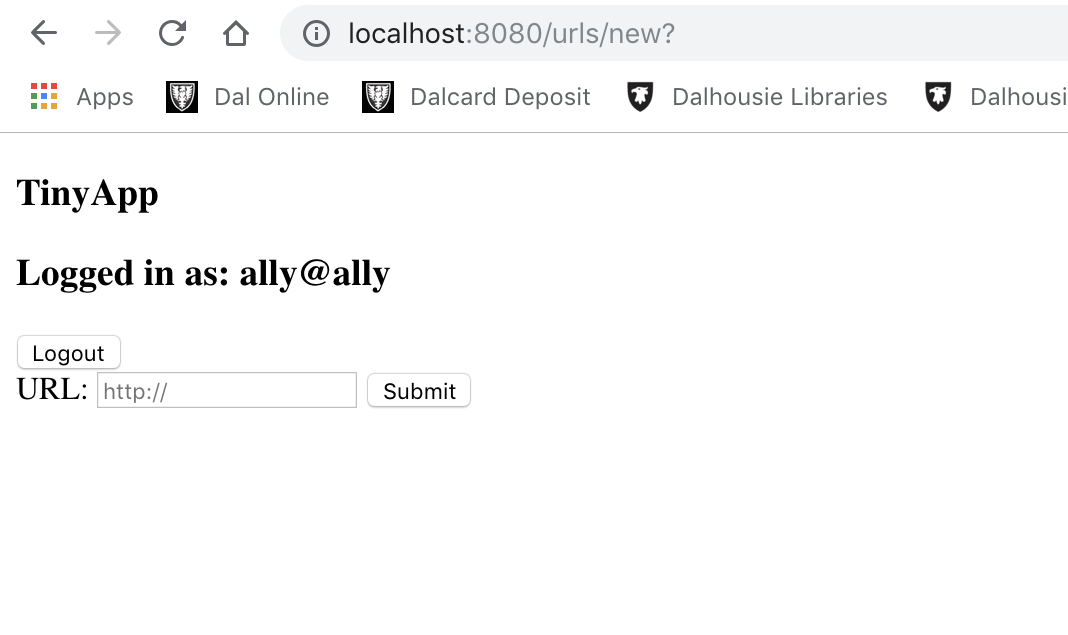 localhost:8080/urls/new?
Apps Dal Online Dalcard Deposit Dalhousie Libraries Dalhousi
TinyApp
Logged in as: ally@ally
Logout
URL: http:// Submit